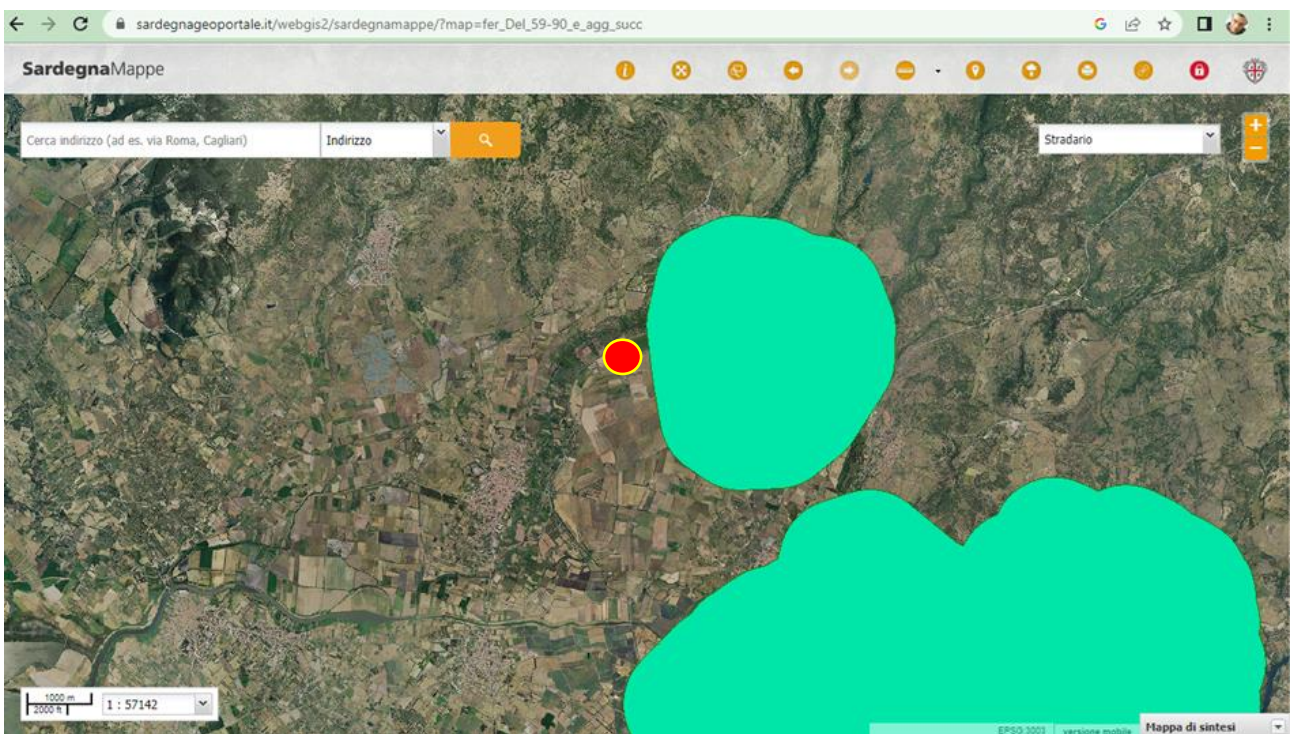 sardegnageoportale.it/webgis2/sardegnamappe/?map=fer_Del_59-90_e_agg_succ
SardegnaMappe
Cerca indirizzo (ad es. via Roma, Cagliari)
Indirizzo
Stradario
+
−
1000 m
2000 ft
1 : 57142
EPSG 3003
versione mobile
Mappa di sintesi